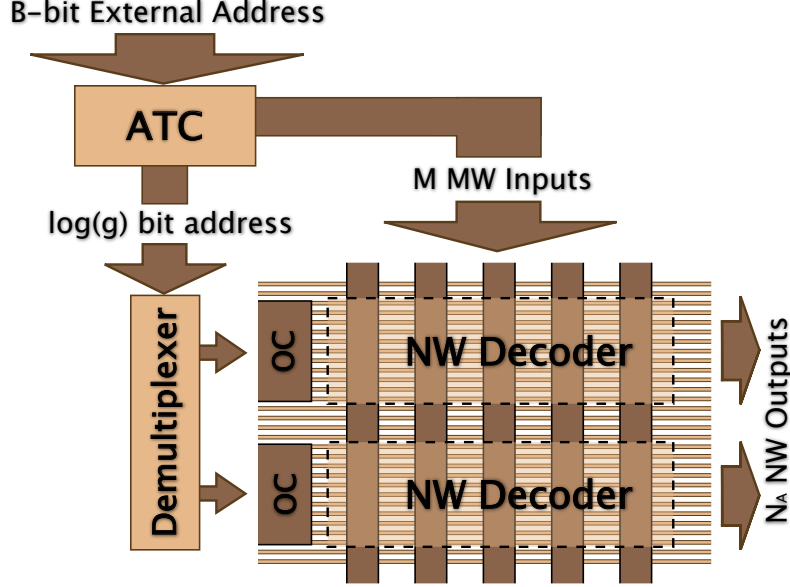 B-bit External Address
ATC
M MW Inputs
log(g) bit address
Demultiplexer
OC
NW Decoder
OC
NW Decoder
NA NW Outputs